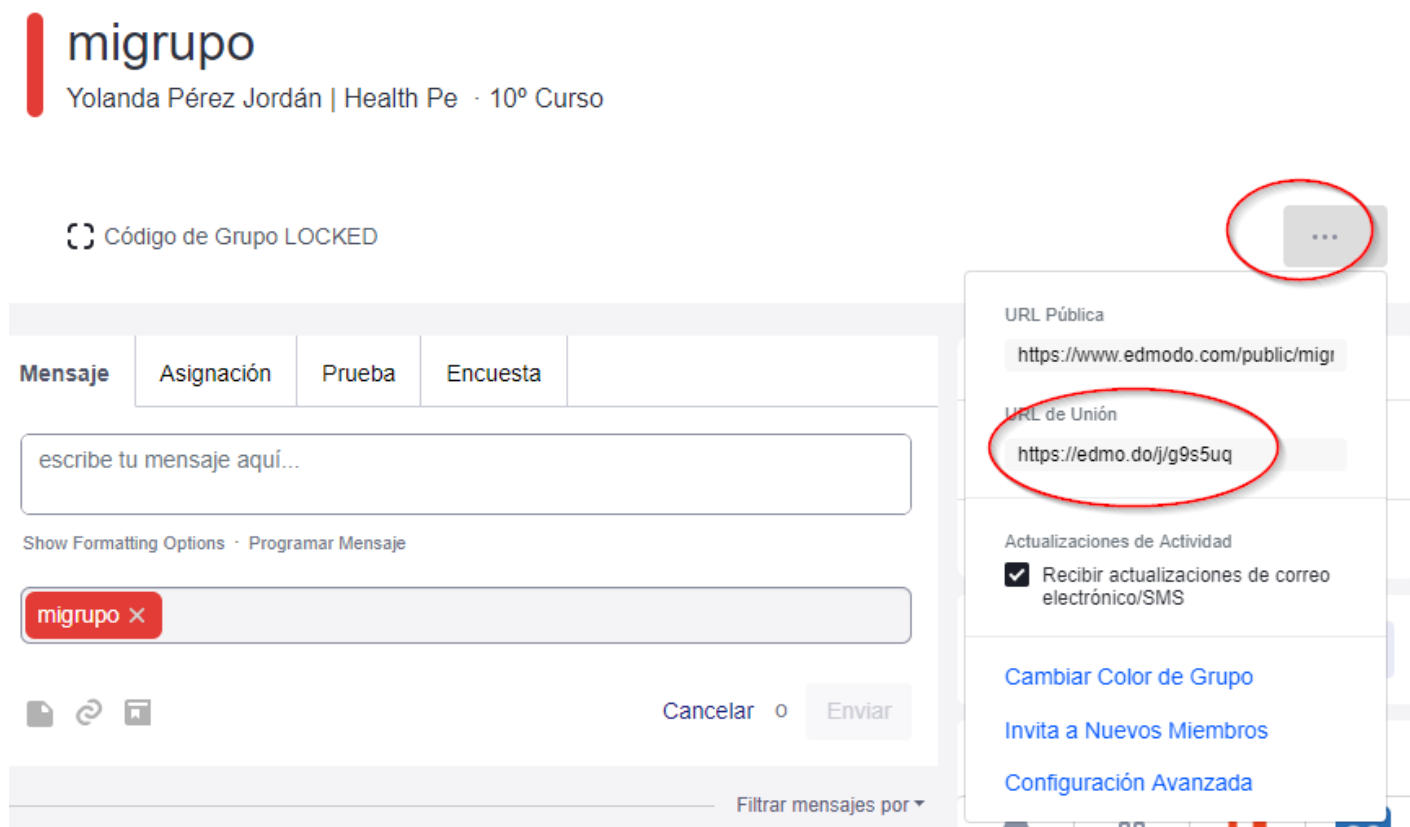 migrupo
Yolanda Pérez Jordán | Health Pe · 10º Curso
Código de Grupo LOCKED
...
URL Pública
https://www.edmodo.com/public/migr
URL de Unión
https://edmo.do/j/g9s5uq
Actualizaciones de Actividad
Recibir actualizaciones de correo
electrónico/SMS
Cambiar Color de Grupo
Invita a Nuevos Miembros
Configuración Avanzada
Mensaje Asignación Prueba Encuesta
escribe tu mensaje aquí...
Show Formatting Options · Programar Mensaje
migrupo ×
Cancelar o Enviar
Filtrar mensajes por